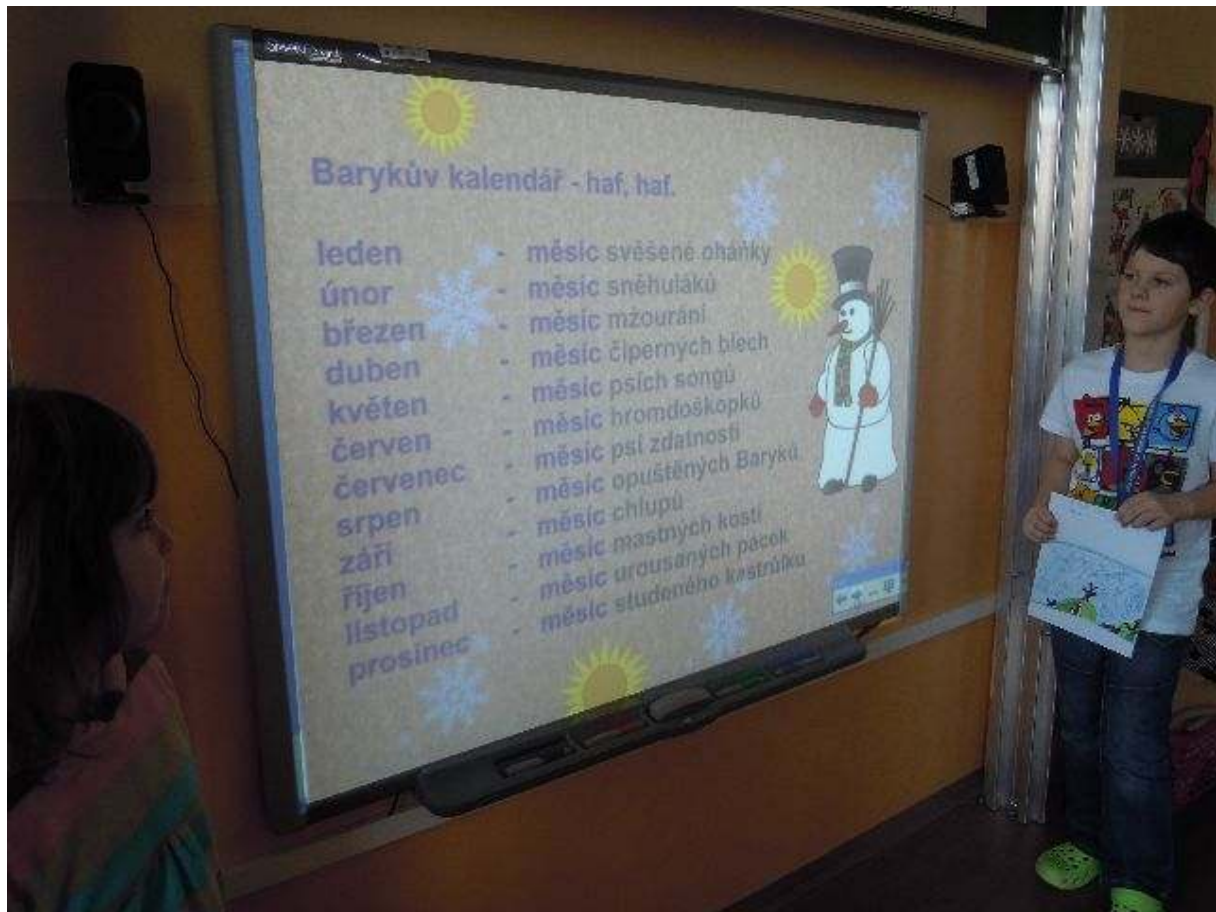 Barykův kalendář - haf, haf.
leden - měsíc svěšené oháňky
únor - měsíc sněhuláků
březen - měsíc mžourání
duben - měsíc čiperných blech
květen - měsíc psích songů
červen - měsíc hromdoškopků
červenec - měsíc psí zdatnosti
srpen - měsíc opuštěných Baryků
září - měsíc chlupů
říjen - měsíc mastných kostí
listopad - měsíc urousaných pacek
prosinec - měsíc studeného kastrůlku